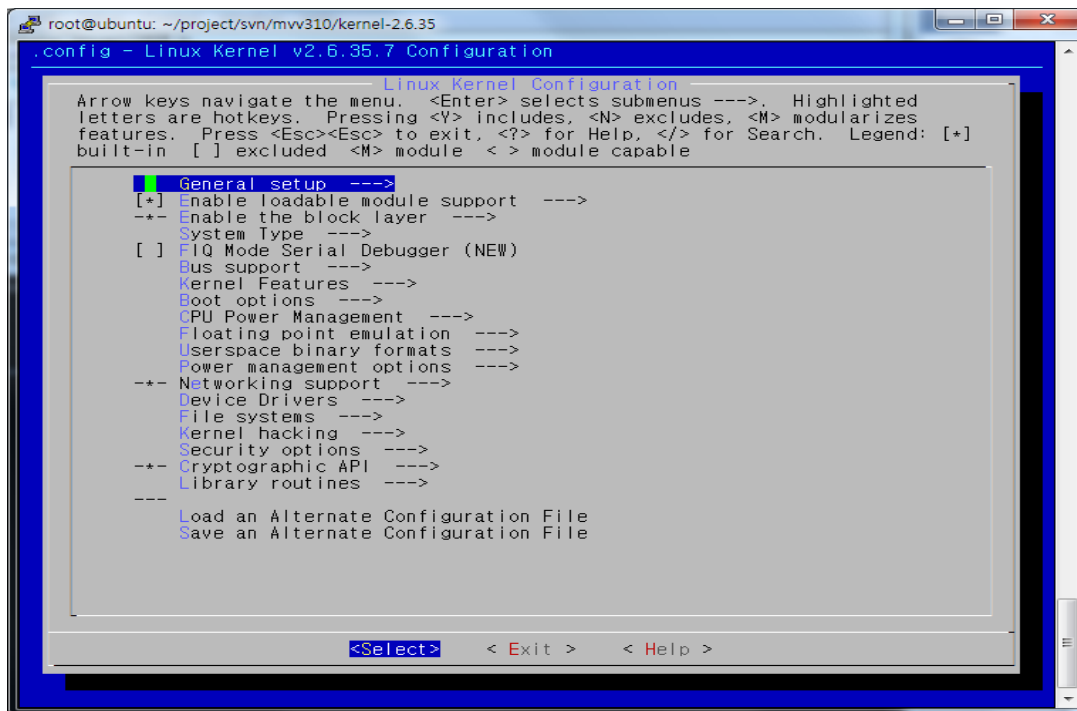 root@ubuntu: ~/project/svn/mvv310/kernel-2.6.35
.config - Linux Kernel v2.6.35.7 Configuration
Linux Kernel Configuration
Arrow keys navigate the menu.  <Enter> selects submenus --->.  Highlighted
letters are hotkeys.  Pressing <Y> includes, <N> excludes, <M> modularizes
features.  Press <Esc><Esc> to exit, <?> for Help, </> for Search.  Legend: [*]
built-in  [ ] excluded  <M> module  < > module capable
General setup  --->
[*] Enable loadable module support  --->
-*- Enable the block layer  --->
System Type  --->
[ ] FIQ Mode Serial Debugger (NEW)
Bus support  --->
Kernel Features  --->
Boot options  --->
CPU Power Management  --->
Floating point emulation  --->
Userspace binary formats  --->
Power management options  --->
-*- Networking support  --->
Device Drivers  --->
File systems  --->
Kernel hacking  --->
Security options  --->
-*- Cryptographic API  --->
Library routines  --->
---
Load an Alternate Configuration File
Save an Alternate Configuration File
<Select>    < Exit >    < Help >